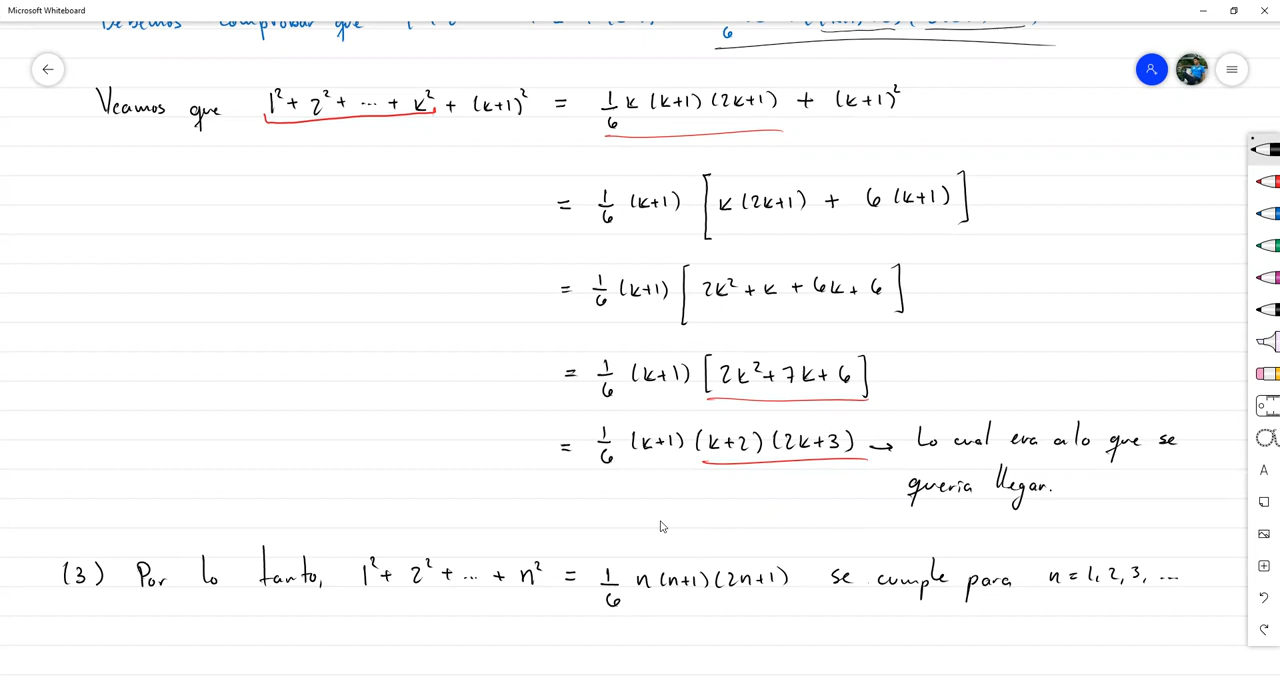 Microsoft Whiteboard
Debemos comprobar que
Veamos que 1² + 2² + ... + k² + (k+1)² = 1/6 k (k+1) (2k+1) + (k+1)²
= 1/6 (k+1) [k (2k+1) + 6 (k+1)]
= 1/6 (k+1) [2k² + k + 6k + 6]
= 1/6 (k+1) [2k² + 7k + 6]
= 1/6 (k+1) (k+2) (2k+3) → Lo cual era a lo que se
quería llegar.
(3) Por lo tanto, 1² + 2² + ... + n² = 1/6 n (n+1) (2n+1) se cumple para n = 1, 2, 3, ...